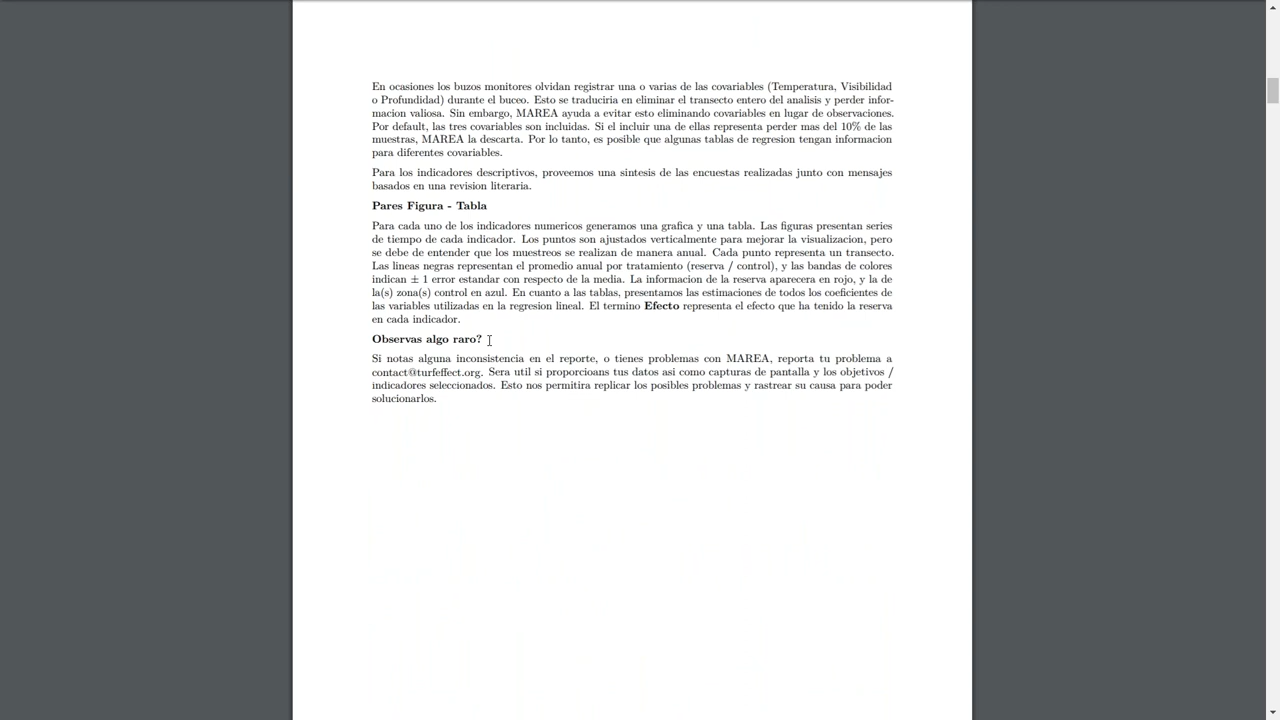 En ocasiones los buzos monitores olvidan registrar una o varias de las covariables (Temperatura, Visibilidad
o Profundidad) durante el buceo. Esto se traduciria en eliminar el transecto entero del analisis y perder infor-
macion valiosa. Sin embargo, MAREA ayuda a evitar esto eliminando covariables en lugar de observaciones.
Por default, las tres covariables son incluidas. Si el incluir una de ellas representa perder mas del 10% de las
muestras, MAREA la descarta. Por lo tanto, es posible que algunas tablas de regresion tengan informacion
para diferentes covariables.
Para los indicadores descriptivos, proveemos una sintesis de las encuestas realizadas junto con mensajes
basados en una revision literaria.
Pares Figura - Tabla
Para cada uno de los indicadores numericos generamos una grafica y una tabla. Las figuras presentan series
de tiempo de cada indicador. Los puntos son ajustados verticalmente para mejorar la visualizacion, pero
se debe de entender que los muestreos se realizan de manera anual. Cada punto representa un transecto.
Las lineas negras representan el promedio anual por tratamiento (reserva / control), y las bandas de colores
indican ± 1 error estandar con respecto de la media. La informacion de la reserva aparecera en rojo, y la de
la(s) zona(s) control en azul. En cuanto a las tablas, presentamos las estimaciones de todos los coeficientes de
las variables utilizadas en la regresion lineal. El termino Efecto representa el efecto que ha tenido la reserva
en cada indicador.
Observas algo raro?
Si notas alguna inconsistencia en el reporte, o tienes problemas con MAREA, reporta tu problema a
contact@turfeffect.org. Sera util si proporcioans tus datos asi como capturas de pantalla y los objetivos /
indicadores seleccionados. Esto nos permitira replicar los posibles problemas y rastrear su causa para poder
solucionarlos.